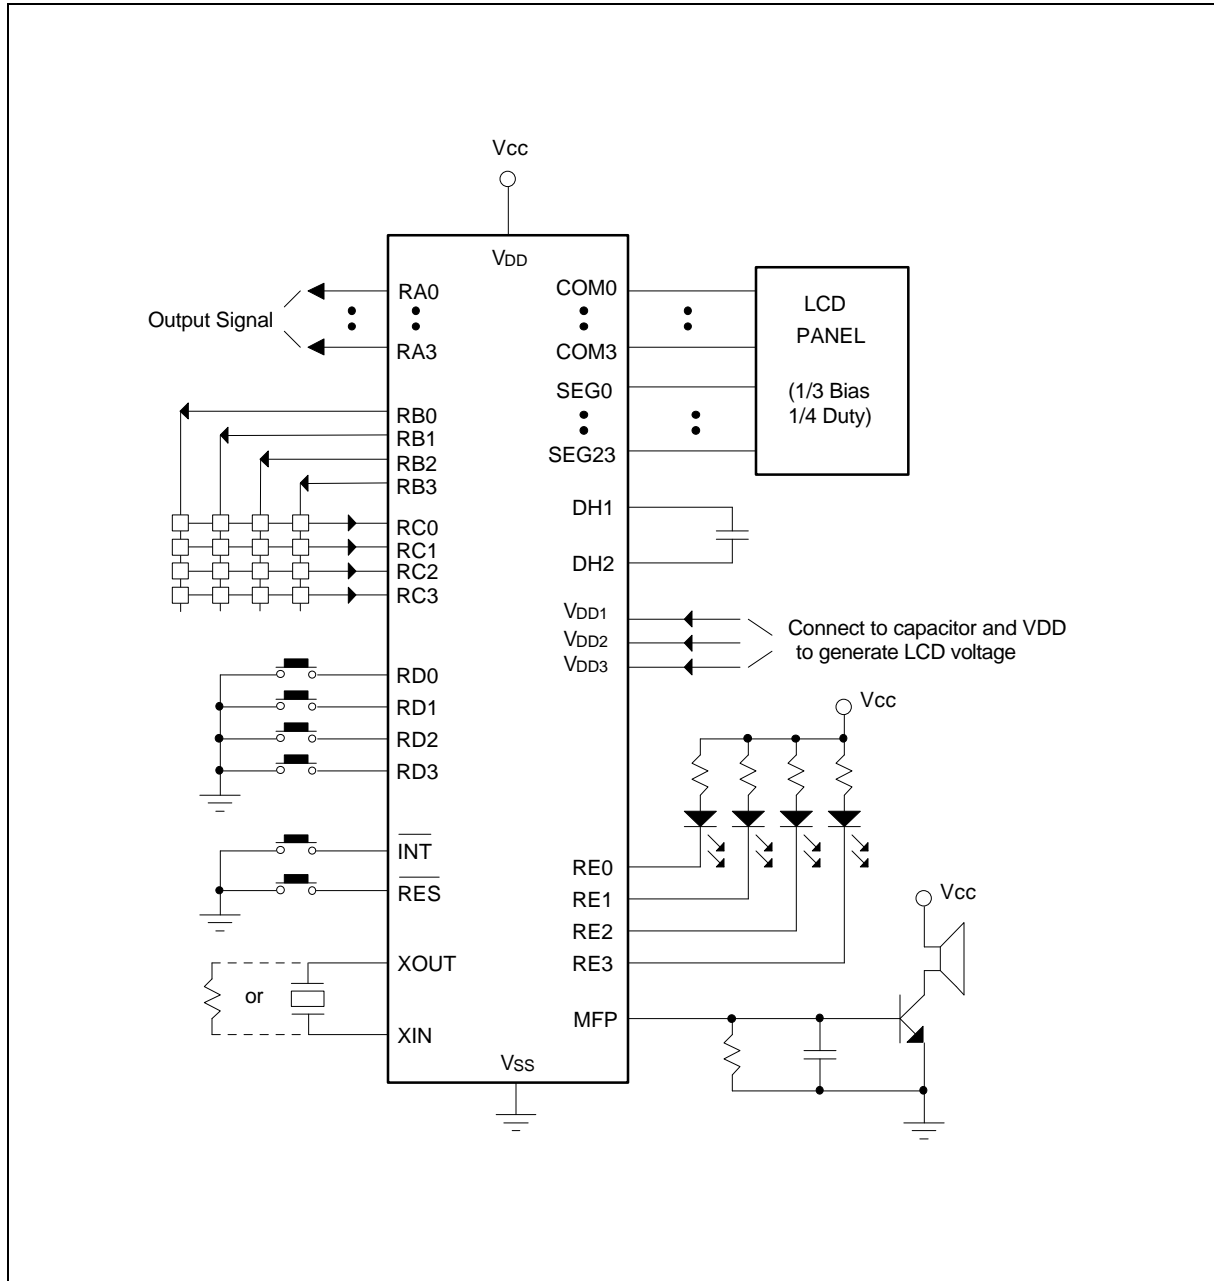 Vcc
VDD
Output Signal
RA0
RA3
RB0
RB1
RB2
RB3
RC0
RC1
RC2
RC3
RD0
RD1
RD2
RD3
INT
RES
XOUT
or
XIN
VSS
COM0
COM3
SEG0
SEG23
LCD
PANEL
(1/3 Bias
1/4 Duty)
DH1
DH2
VDD1
VDD2
VDD3
Connect to capacitor and VDD
to generate LCD voltage
Vcc
RE0
RE1
RE2
RE3
Vcc
MFP